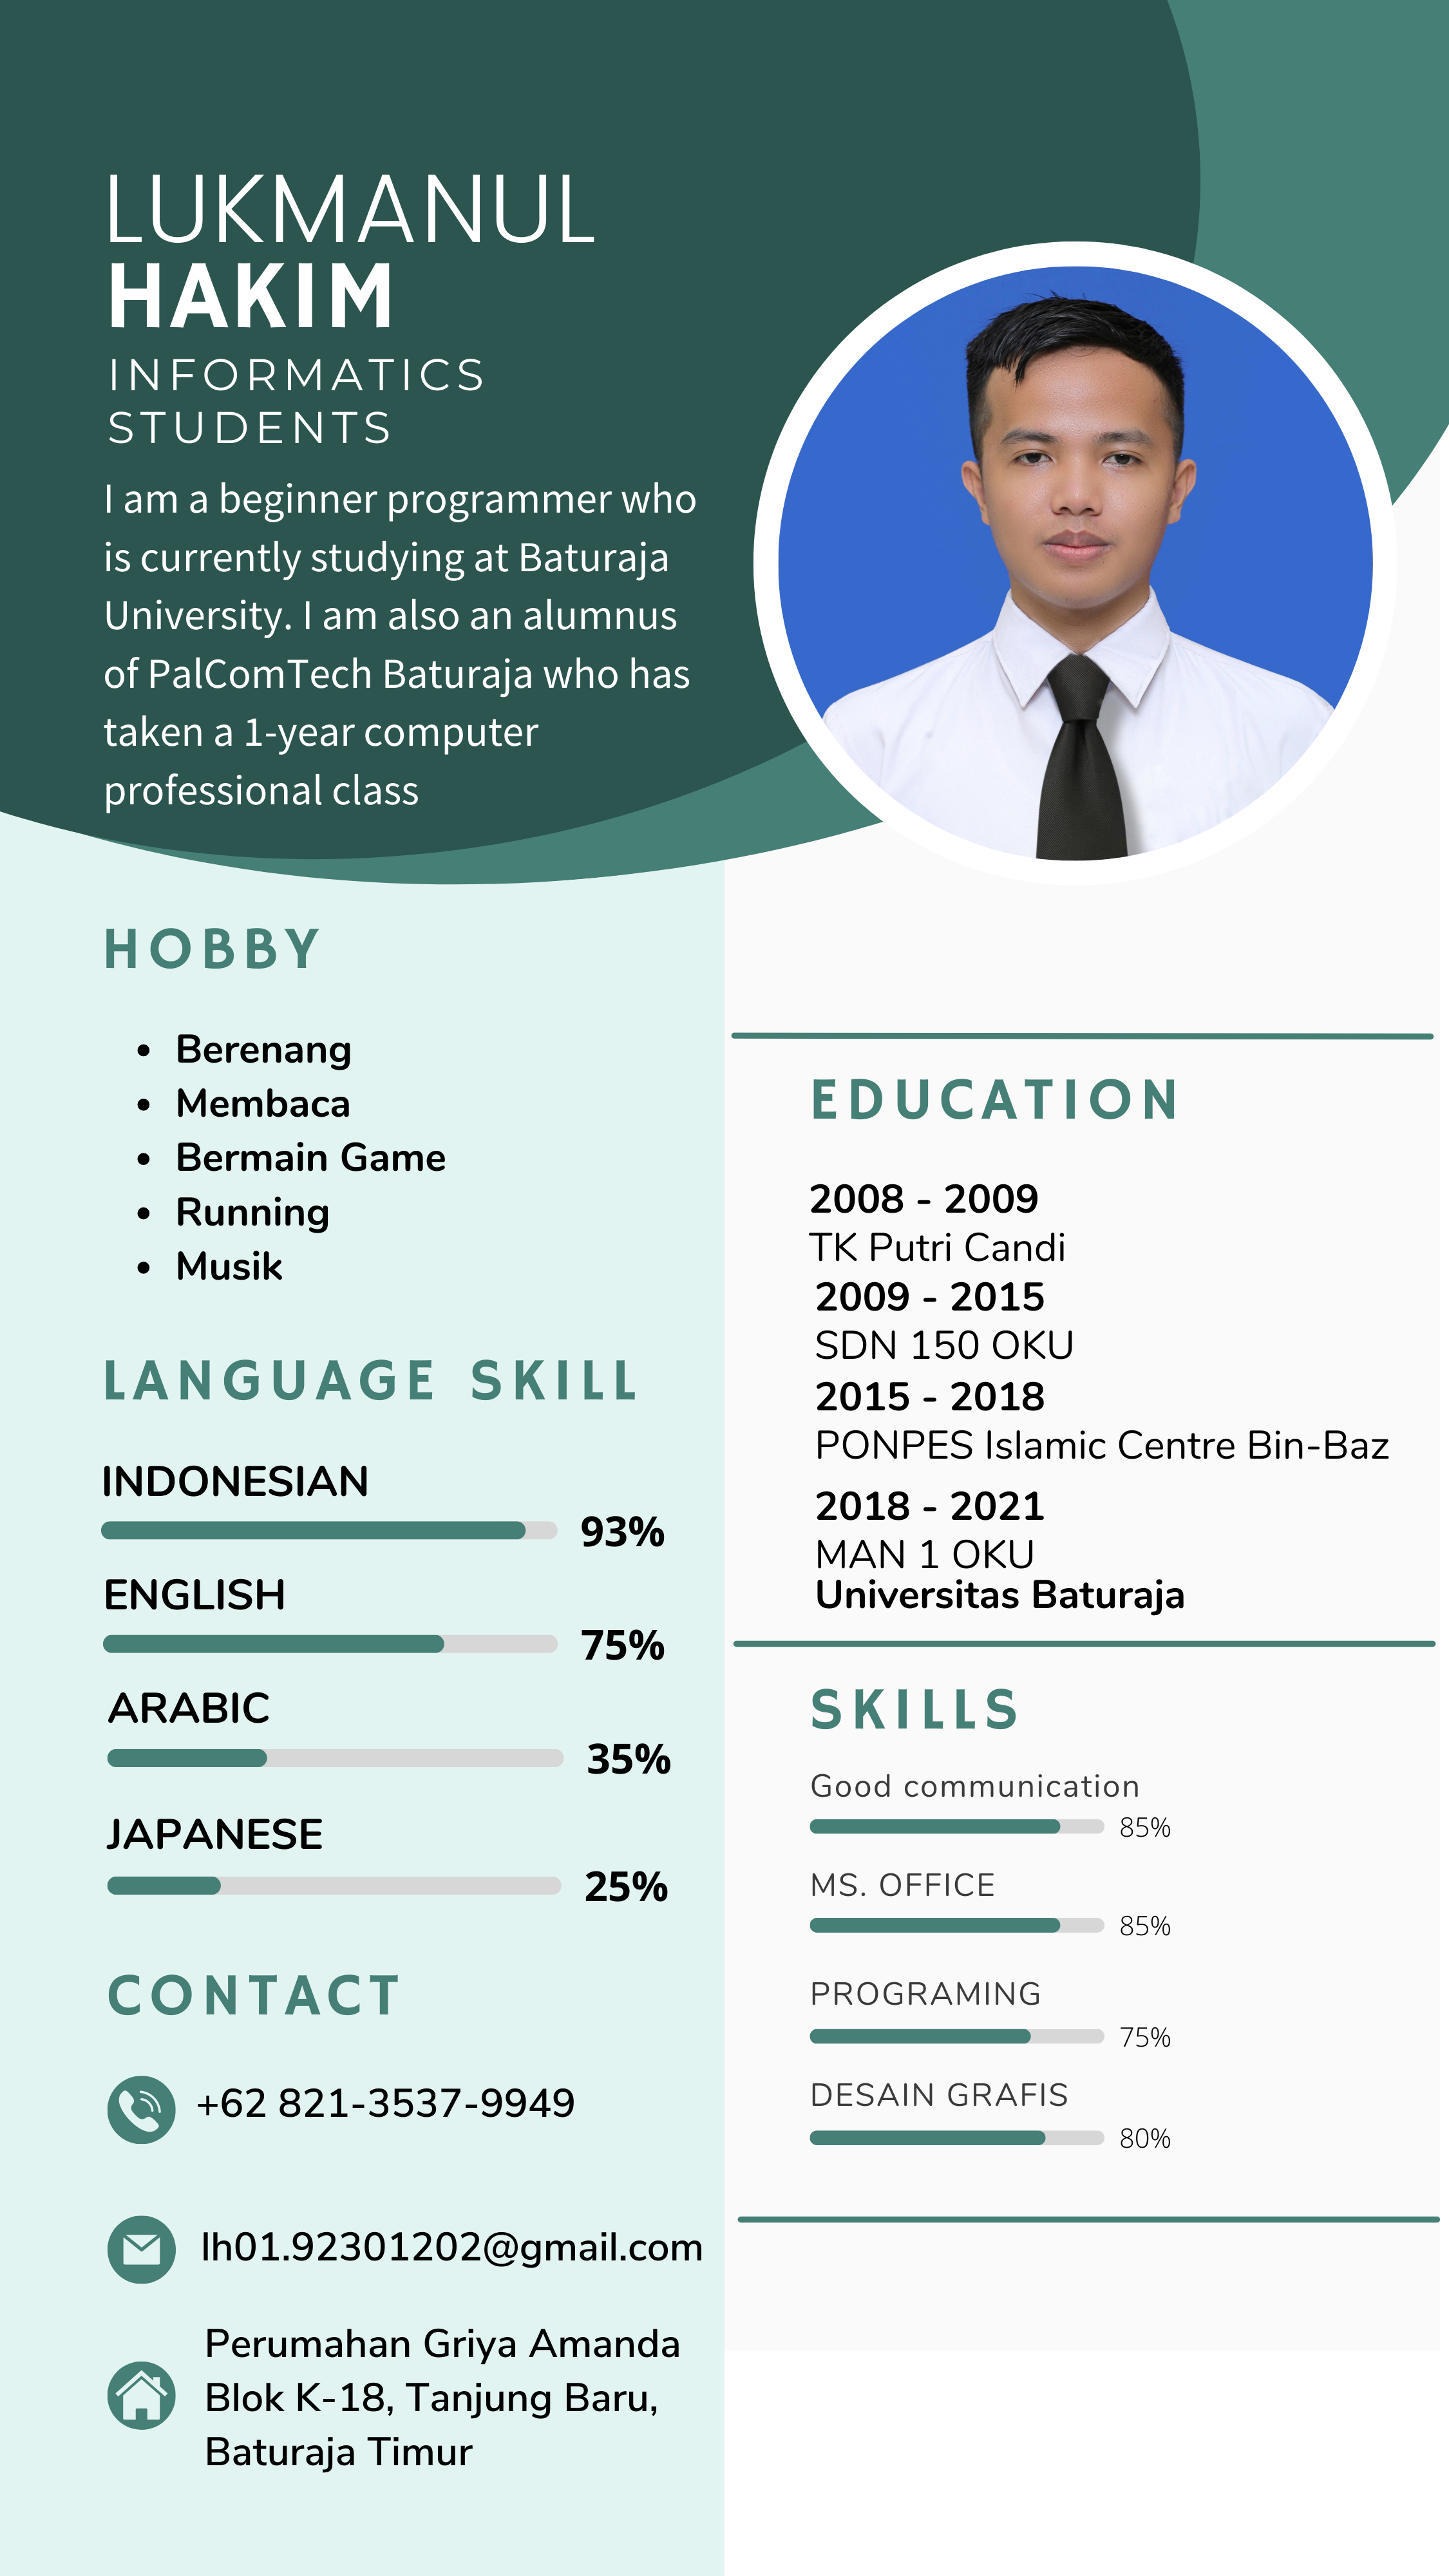 LUKMANUL
HAKIM
INFORMATICS
STUDENTS
I am a beginner programmer who
is currently studying at Baturaja
University. I am also an alumnus
of PalComTech Baturaja who has
taken a 1-year computer
professional class
HOBBY
• Berenang
• Membaca
• Bermain Game
• Running
• Musik
LANGUAGE SKILL
INDONESIAN
93%
ENGLISH
75%
ARABIC
35%
JAPANESE
25%
CONTACT
+62 821-3537-9949
lh01.92301202@gmail.com
Perumahan Griya Amanda
Blok K-18, Tanjung Baru,
Baturaja Timur
EDUCATION
2008 - 2009
TK Putri Candi
2009 - 2015
SDN 150 OKU
2015 - 2018
PONPES Islamic Centre Bin-Baz
2018 - 2021
MAN 1 OKU
Universitas Baturaja
SKILLS
Good communication
85%
MS. OFFICE
85%
PROGRAMING
75%
DESAIN GRAFIS
80%